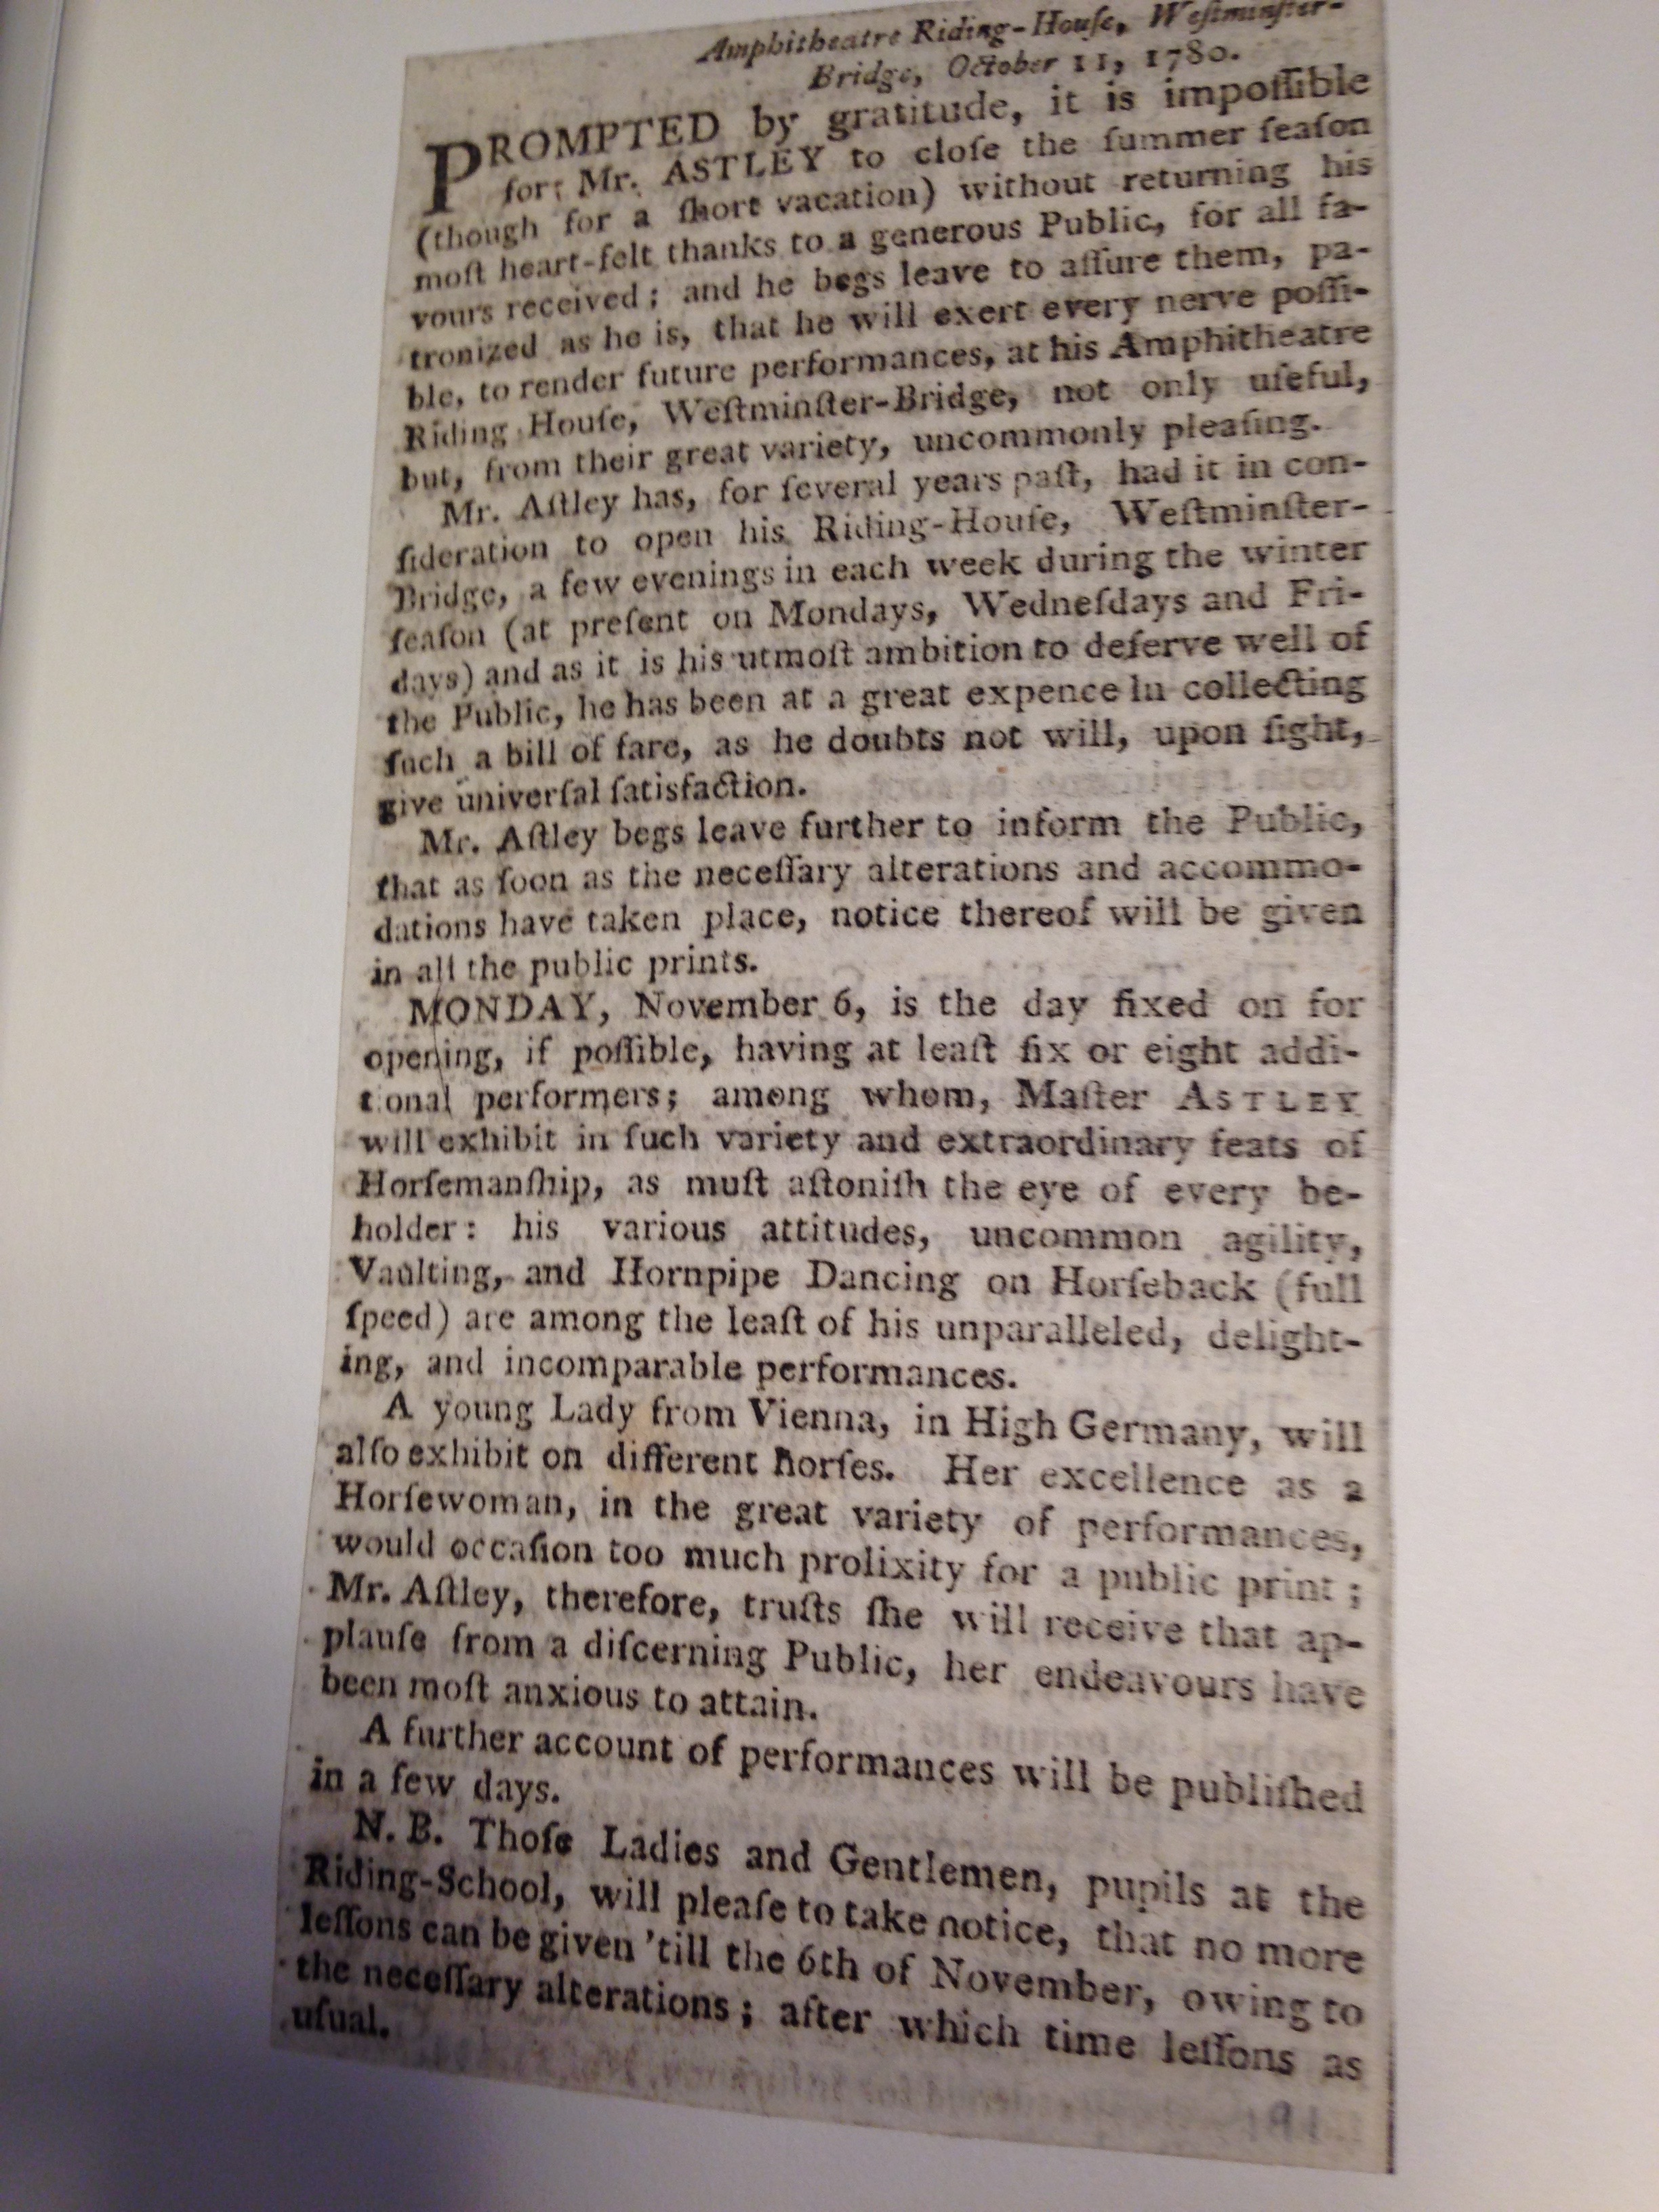 Amphitheatre Riding-Houſe, Weſtminſter-
Bridge, October 11, 1780.
PROMPTED by gratitude, it is impoſſible
for Mr. ASTLEY to cloſe the ſummer ſeaſon
(though for a ſhort vacation) without returning his
moſt heart-felt thanks to a generous Public, for all fa-
vours received; and he begs leave to aſſure them, pa-
tronized as he is, that he will exert every nerve poſſi-
ble, to render future performances, at his Amphitheatre
Riding Houſe, Weſtminſter-Bridge, not only uſeful,
but, from their great variety, uncommonly pleaſing.
Mr. Aſtley has, for ſeveral years paſt, had it in con-
ſideration to open his Riding-Houſe, Weſtminſter-
Bridge, a few evenings in each week during the winter
ſeaſon (at preſent on Mondays, Wedneſdays and Fri-
days) and as it is his utmoſt ambition to deſerve well of
the Public, he has been at a great expence in collecting
ſuch a bill of fare, as he doubts not will, upon ſight,
give univerſal ſatisfaction.
Mr. Aſtley begs leave further to inform the Public,
that as ſoon as the neceſſary alterations and accommo-
dations have taken place, notice thereof will be given
in all the public prints.
MONDAY, November 6, is the day fixed on for
opening, if poſſible, having at leaſt ſix or eight addi-
tional performers; among whom, Maſter ASTLEY
will exhibit in ſuch variety and extraordinary feats of
Horſemanſhip, as muſt aſtoniſh the eye of every be-
holder: his various attitudes, uncommon agility,
Vaulting, and Hornpipe Dancing on Horſeback (full
ſpeed) are among the leaſt of his unparalleled, delight-
ing, and incomparable performances.
A young Lady from Vienna, in High Germany, will
alſo exhibit on different horſes. Her excellence as a
Horſewoman, in the great variety of performances,
would occaſion too much prolixity for a public print;
Mr. Aſtley, therefore, truſts ſhe will receive that ap-
plauſe from a diſcerning Public, her endeavours have
been moſt anxious to attain.
A further account of performances will be publiſhed
in a few days.
N. B. Thoſe Ladies and Gentlemen, pupils at the
Riding-School, will pleaſe to take notice, that no more
leſſons can be given 'till the 6th of November, owing to
the neceſſary alterations; after which time leſſons as
uſual.